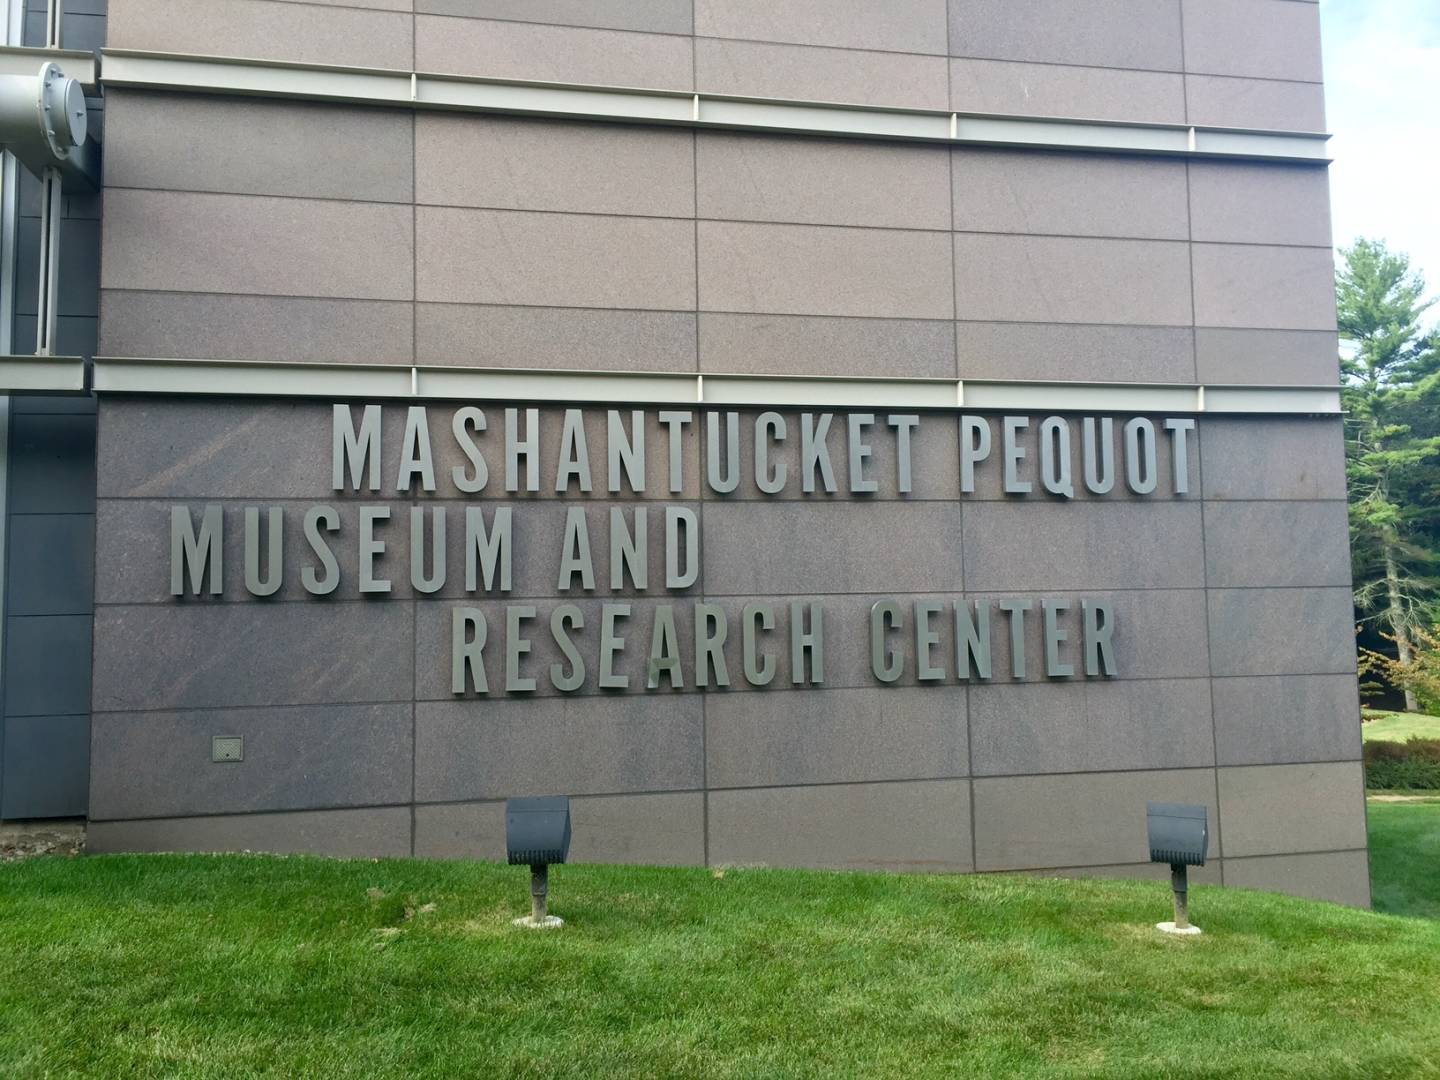 MASHANTUCKET PEQUOT
MUSEUM AND
RESEARCH CENTER